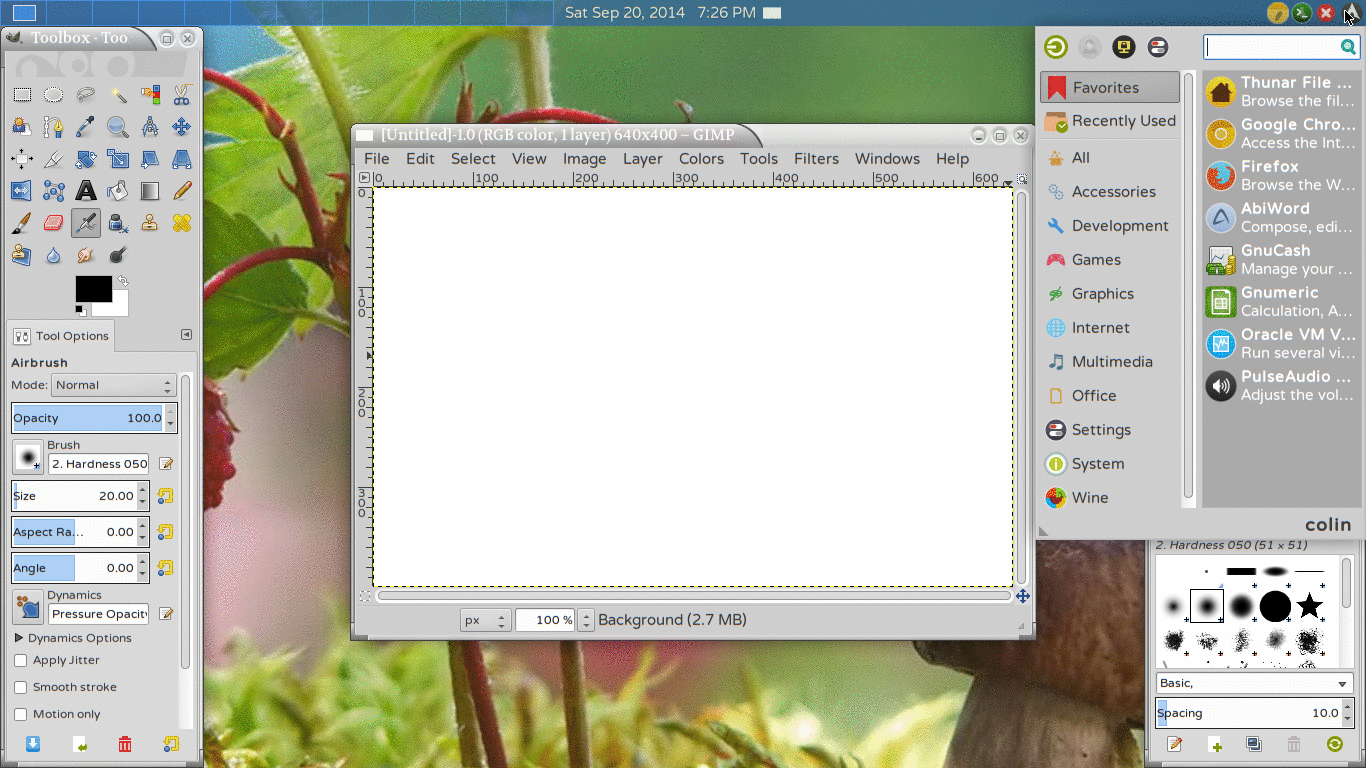 Sat Sep 20, 2014 7:26 PM
Toolbox - Too
Tool Options
Airbrush
Mode: Normal
Opacity 100.0
Brush
2. Hardness 050
Size 20.00
Aspect Ra... 0.00
Angle 0.00
Dynamics
Pressure Opacity
Dynamics Options
Apply Jitter
Smooth stroke
Motion only
[Untitled]-1.0 (RGB color, 1 layer) 640x400 – GIMP
File Edit Select View Image Layer Colors Tools Filters Windows Help
0 100 200 300 400 500 600
0
100
200
300
px 100 % Background (2.7 MB)
Favorites
Recently Used
All
Accessories
Development
Games
Graphics
Internet
Multimedia
Office
Settings
System
Wine
Thunar File ...
Browse the fil...
Google Chro...
Access the Int...
Firefox
Browse the W...
AbiWord
Compose, edi...
GnuCash
Manage your ...
Gnumeric
Calculation, A...
Oracle VM V...
Run several vi...
PulseAudio ...
Adjust the vol...
colin
2. Hardness 050 (51 × 51)
Basic,
Spacing 10.0